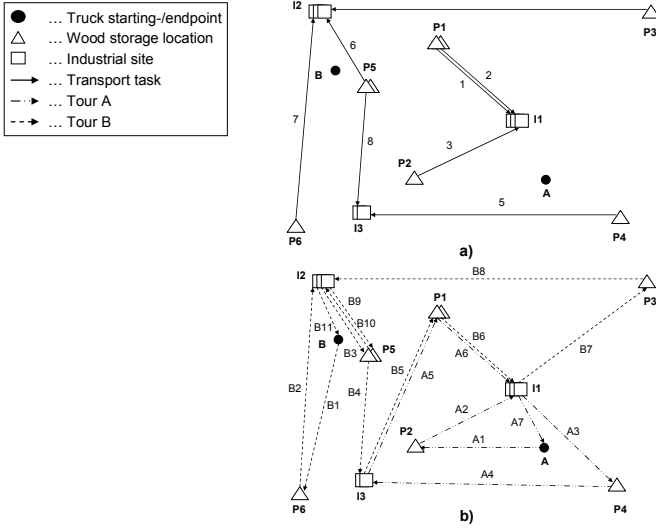 … Truck starting-/endpoint
… Wood storage location
… Industrial site
… Transport task
… Tour A
… Tour B
I2
P3
P1
6
2
B
P5
1
I1
7
3
8
P2
A
5
I3
P6
P4
a)
I2
B8
P3
P1
B9
B11
B10
B6
B
B3
P5
A6
B7
B5
A5
I1
B2
B4
B1
A2
A7
A3
P2
A1
A
A4
I3
P6
P4
b)